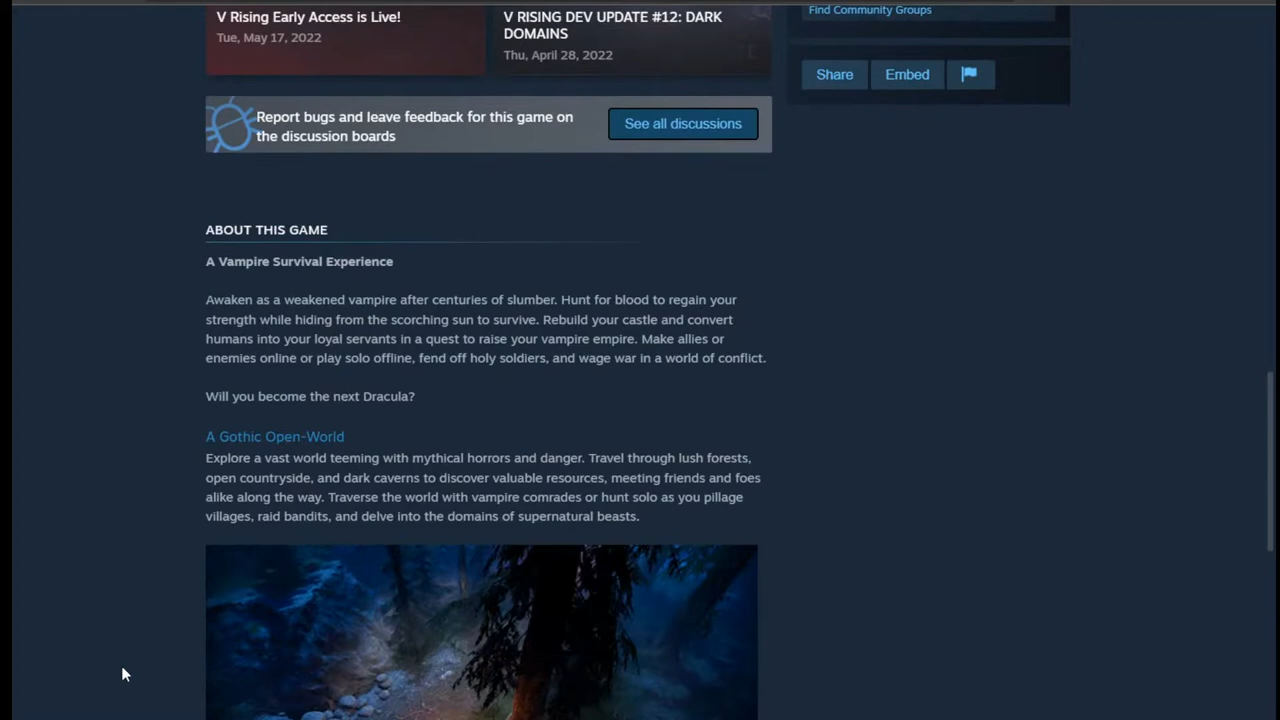 V Rising Early Access is Live!
Tue, May 17, 2022
V RISING DEV UPDATE #12: DARK
DOMAINS
Thu, April 28, 2022
Find Community Groups
Share
Embed
Report bugs and leave feedback for this game on
the discussion boards
See all discussions
ABOUT THIS GAME
A Vampire Survival Experience
Awaken as a weakened vampire after centuries of slumber. Hunt for blood to regain your
strength while hiding from the scorching sun to survive. Rebuild your castle and convert
humans into your loyal servants in a quest to raise your vampire empire. Make allies or
enemies online or play solo offline, fend off holy soldiers, and wage war in a world of conflict.
Will you become the next Dracula?
A Gothic Open-World
Explore a vast world teeming with mythical horrors and danger. Travel through lush forests,
open countryside, and dark caverns to discover valuable resources, meeting friends and foes
alike along the way. Traverse the world with vampire comrades or hunt solo as you pillage
villages, raid bandits, and delve into the domains of supernatural beasts.